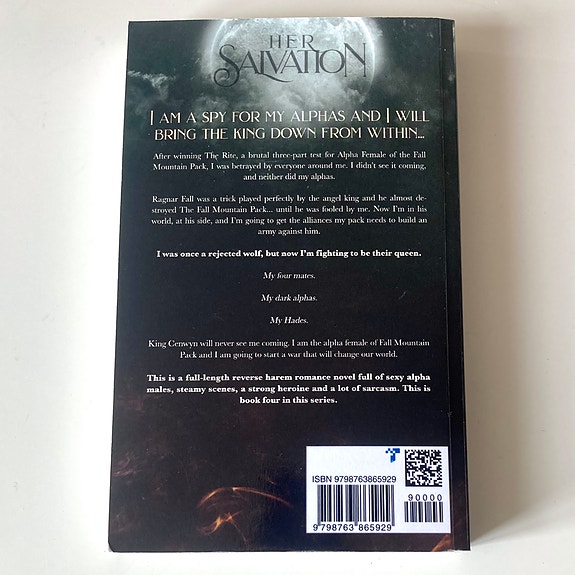 HER
SALVATION
I AM A SPY FOR MY ALPHAS AND I WILL
BRING THE KING DOWN FROM WITHIN...
After winning The Rite, a brutal three-part test for Alpha Female of the Fall
Mountain Pack, I was betrayed by everyone around me. I didn't see it coming,
and neither did my alphas.
Ragnar Fall was a trick played perfectly by the angel king and he almost de-
stroyed The Fall Mountain Pack... until he was fooled by me. Now I'm in his
world, at his side, and I'm going to get the alliances my pack needs to build an
army against him.
I was once a rejected wolf, but now I'm fighting to be their queen.
My four mates.
My dark alphas.
My Hades.
King Cenwyn will never see me coming. I am the alpha female of Fall Mountain
Pack and I am going to start a war that will change our world.
This is a full-length reverse harem romance novel full of sexy alpha
males, steamy scenes, a strong heroine and a lot of sarcasm. This is
book four in this series.
ISBN 9798763865929
90000
9 798763 865929